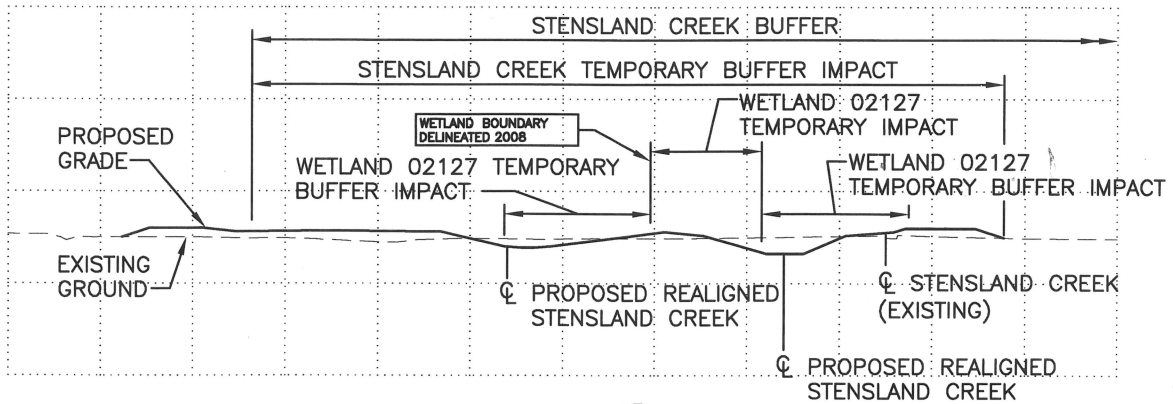 STENSLAND CREEK BUFFER
STENSLAND CREEK TEMPORARY BUFFER IMPACT
PROPOSED
GRADE
WETLAND BOUNDARY
DELINEATED 2008
WETLAND 02127
TEMPORARY IMPACT
WETLAND 02127 TEMPORARY
BUFFER IMPACT
WETLAND 02127
TEMPORARY BUFFER IMPACT
EXISTING
GROUND
℄ PROPOSED REALIGNED
STENSLAND CREEK
℄ STENSLAND CREEK
(EXISTING)
℄ PROPOSED REALIGNED
STENSLAND CREEK